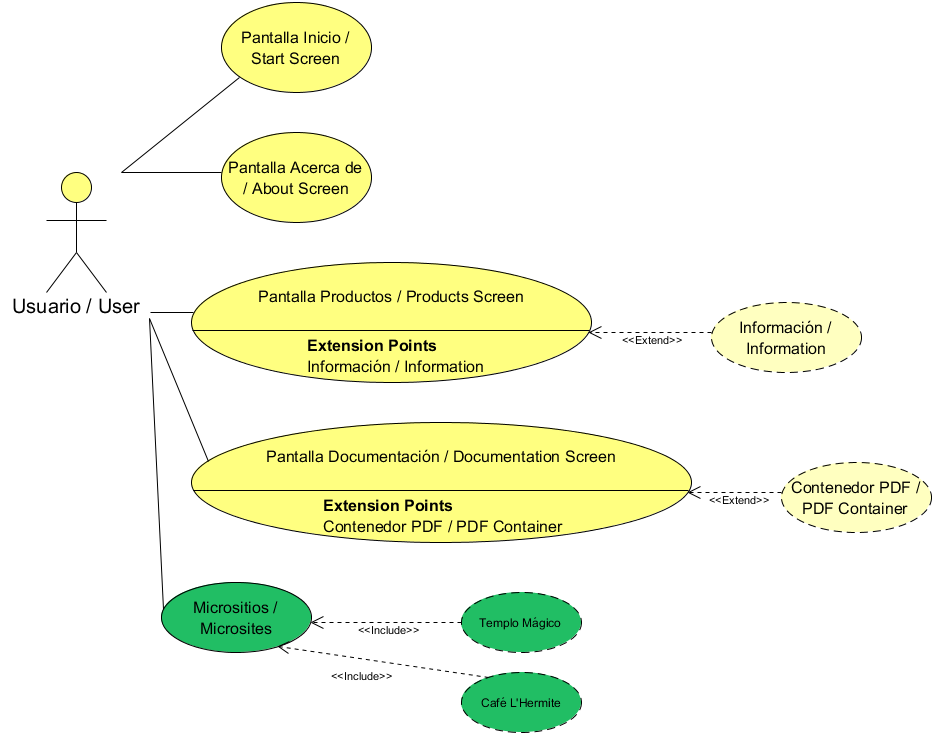 Pantalla Inicio /
Start Screen
Pantalla Acerca de
/ About Screen
Usuario / User
Pantalla Productos / Products Screen
Extension Points
Información / Information
<<Extend>>
Información /
Information
Pantalla Documentación / Documentation Screen
Extension Points
Contenedor PDF / PDF Container
<<Extend>>
Contenedor PDF /
PDF Container
Micrositios /
Microsites
<<Include>>
Templo Mágico
<<Include>>
Café L'Hermite